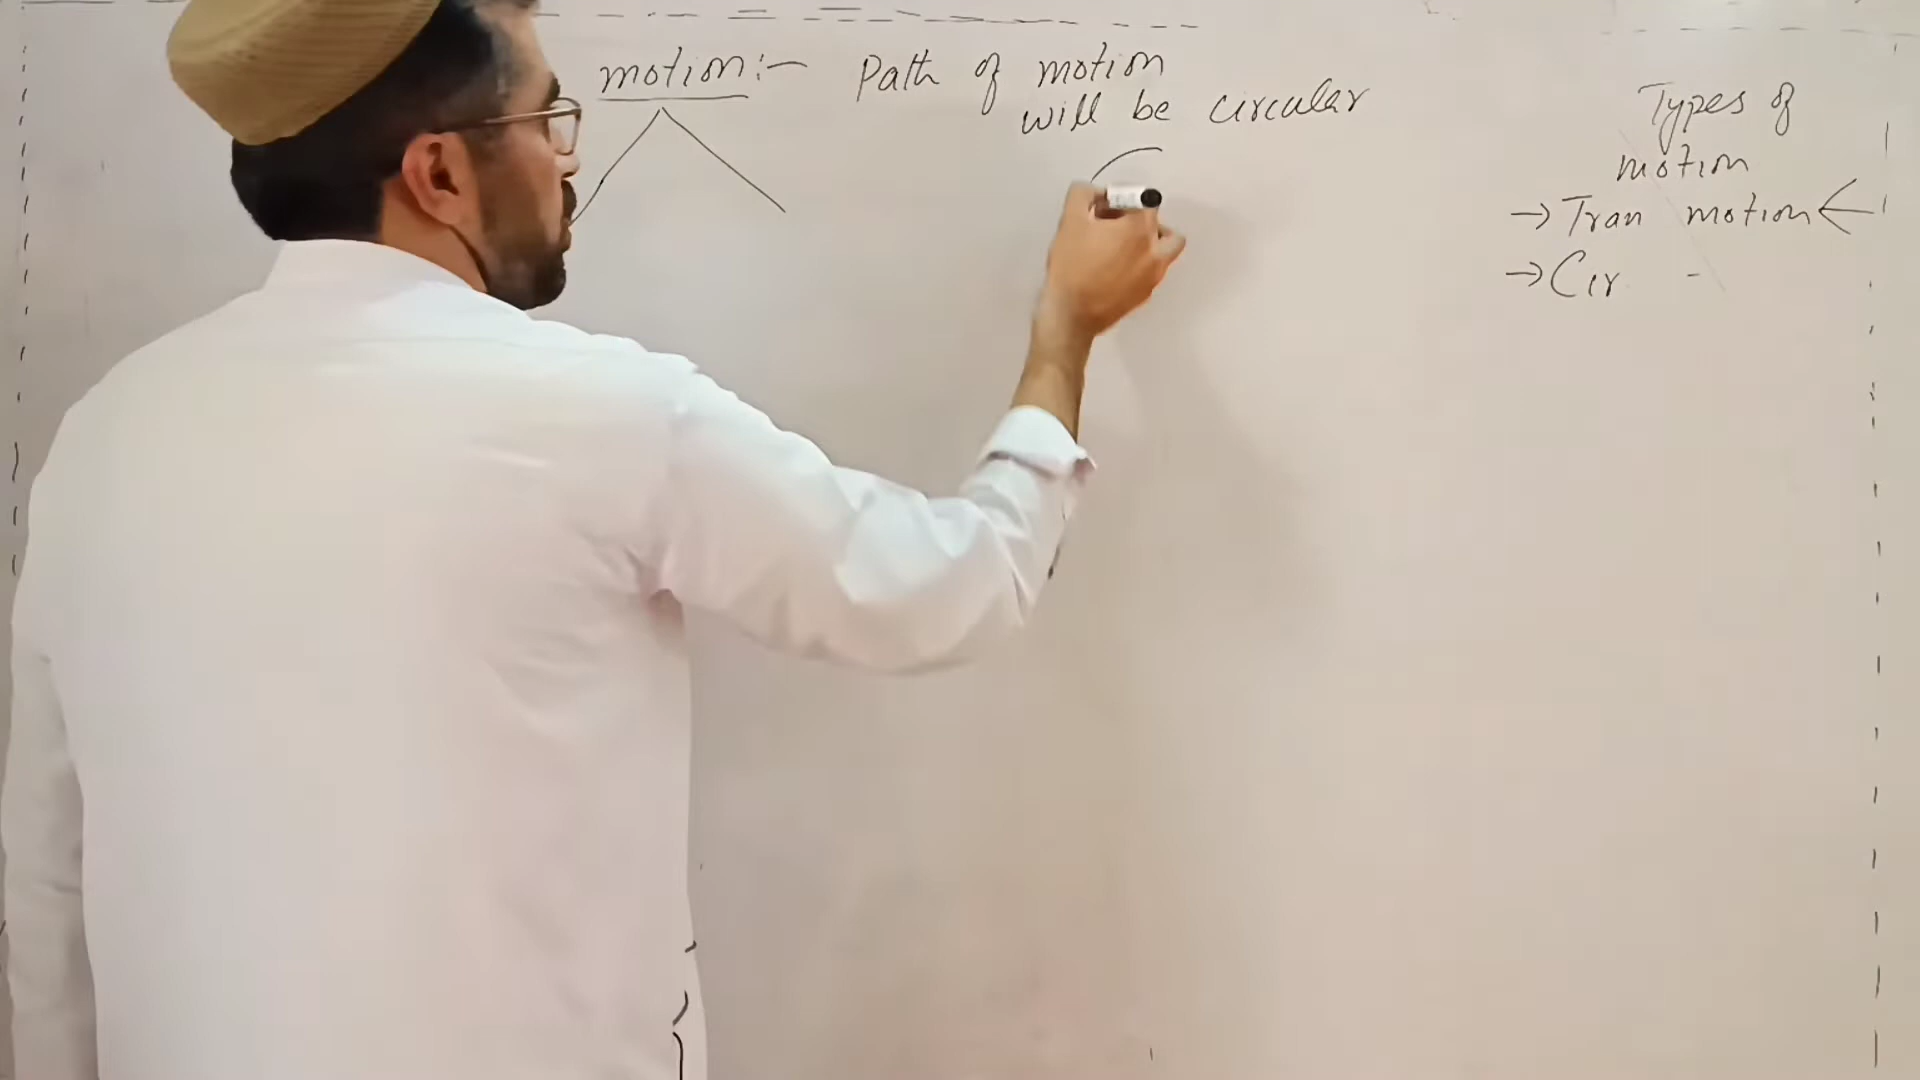 motion:- Path of motion
will be circular
Types of
motion
→ Tran motion ←
→ Cir -